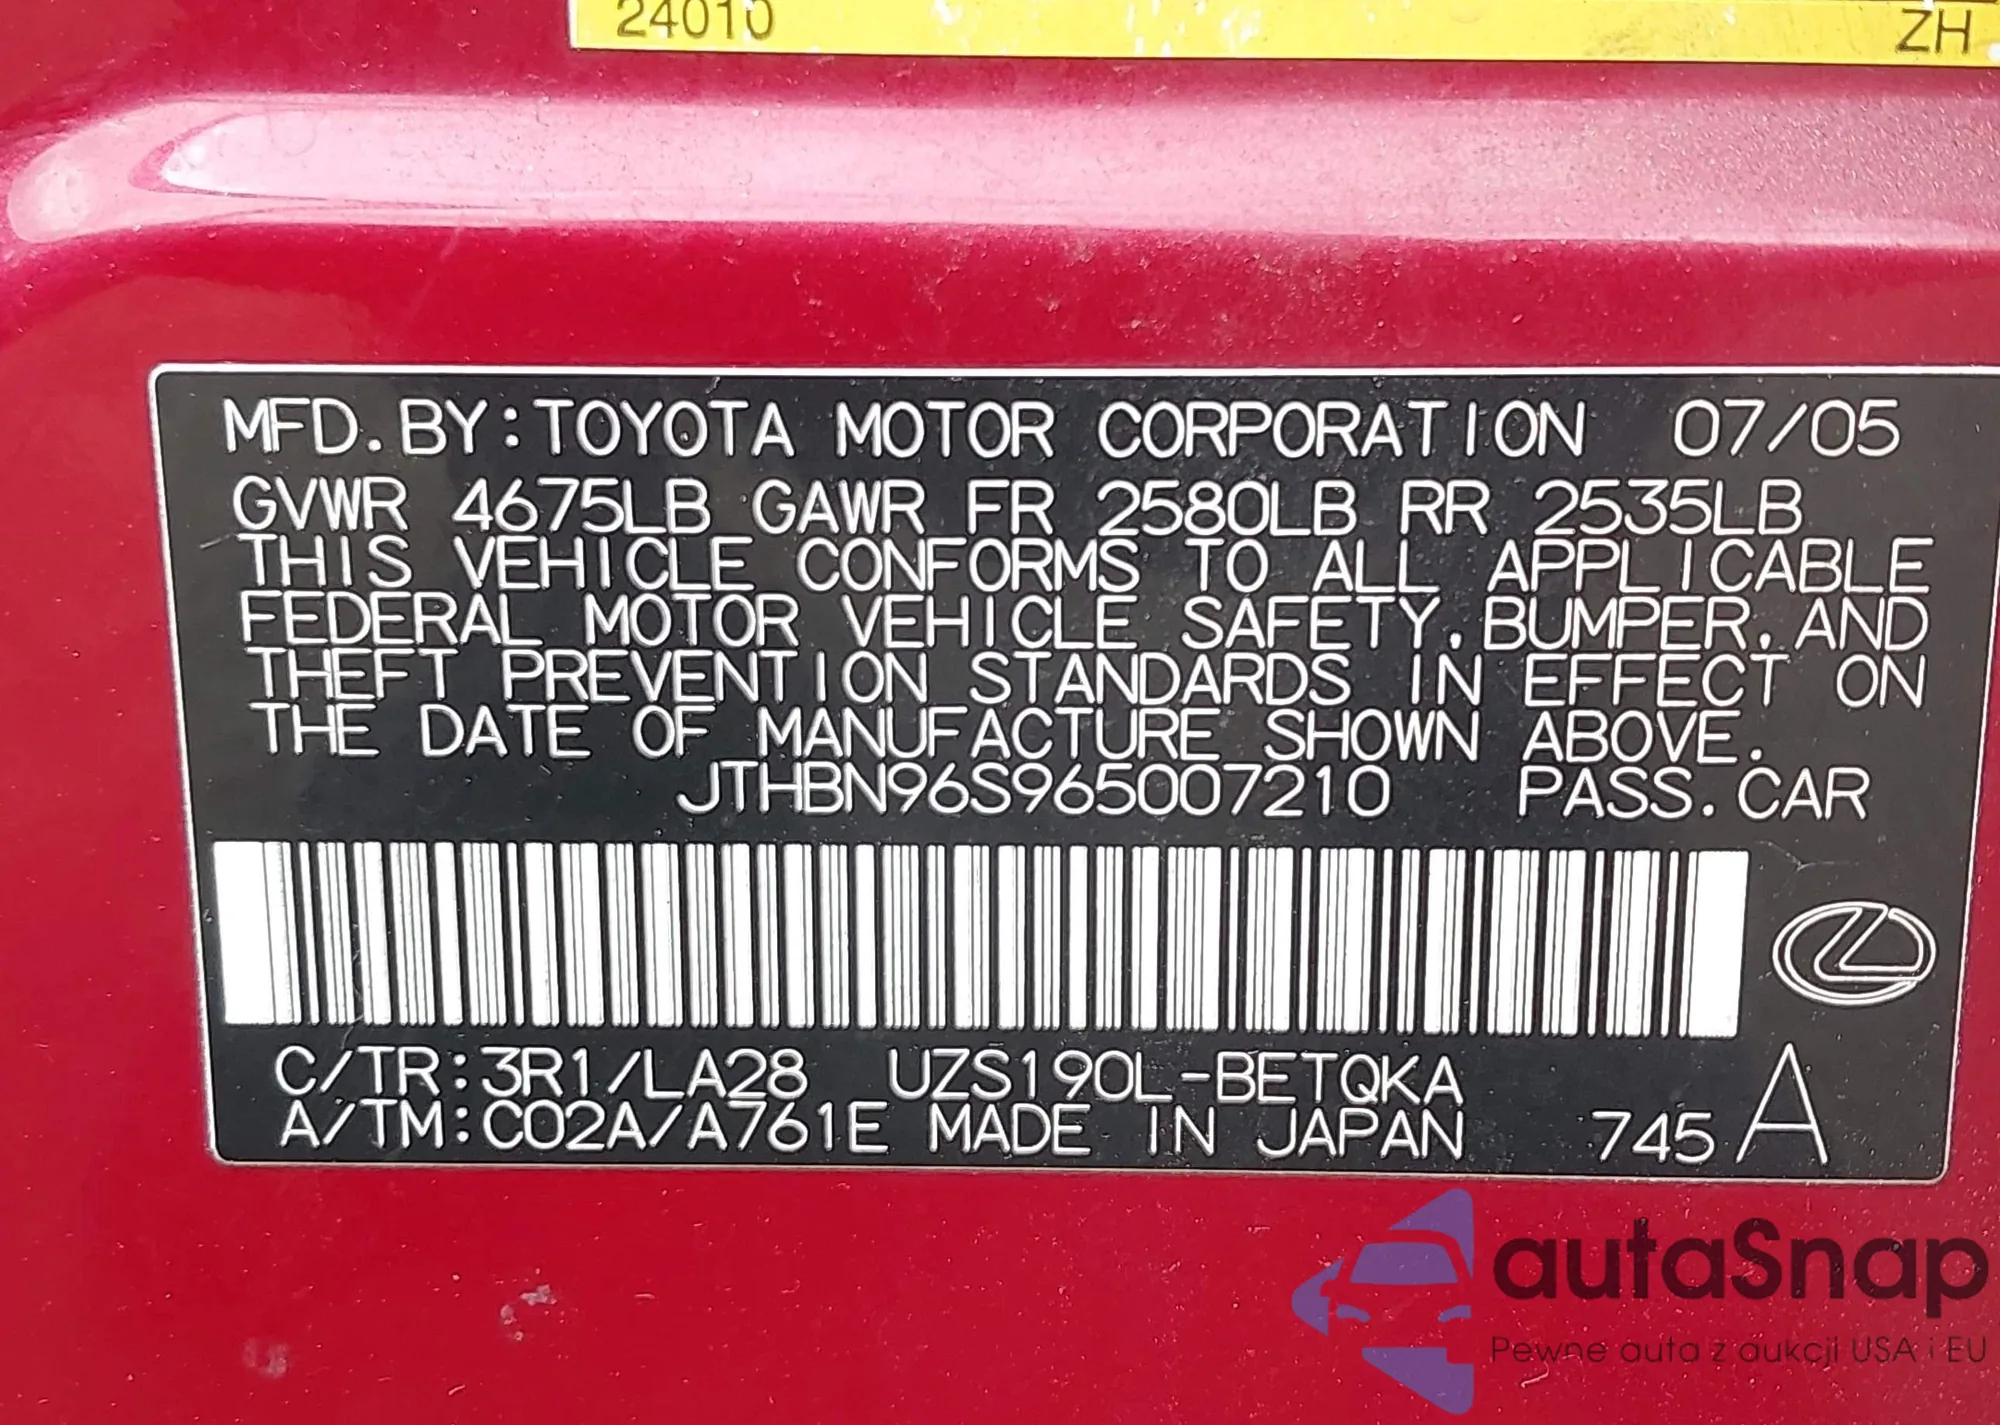 24010 ZH
MFD. BY:TOYOTA MOTOR CORPORATION 07/05
GVWR 4675LB GAWR FR 2580LB RR 2535LB
THIS VEHICLE CONFORMS TO ALL APPLICABLE
FEDERAL MOTOR VEHICLE SAFETY, BUMPER, AND
THEFT PREVENTION STANDARDS IN EFFECT ON
THE DATE OF MANUFACTURE SHOWN ABOVE.
JTHBN96S965007210 PASS. CAR
C/TR:3R1/LA28 UZS190L-BETQKA
A/TM:C02A/A761E MADE IN JAPAN 745 A
autaSnap
Pewne auta z aukcji USA i EU